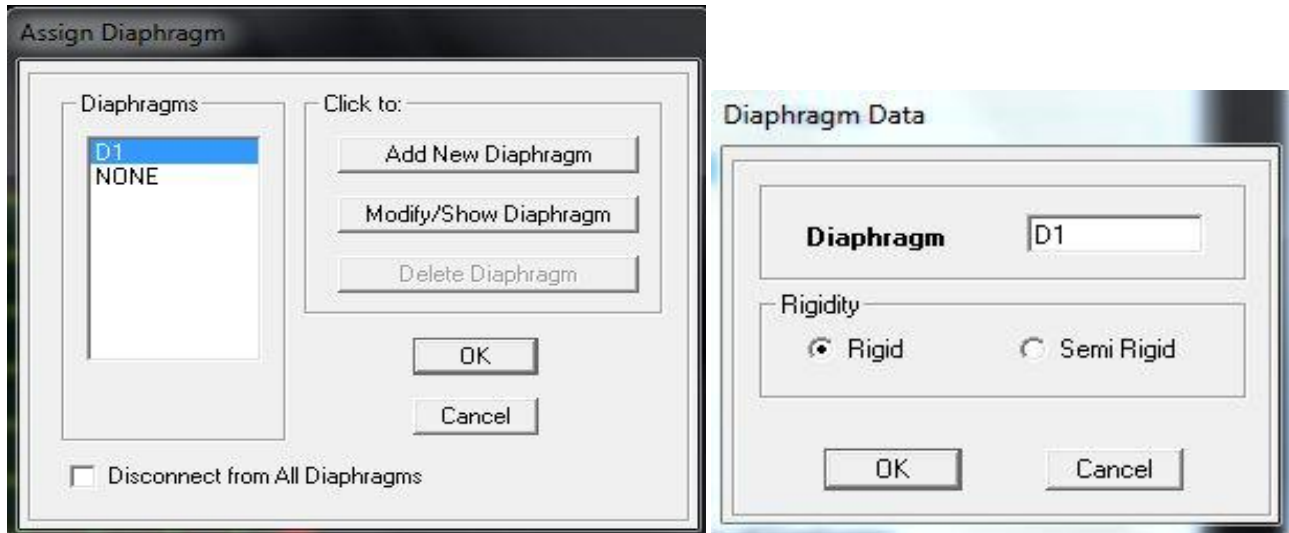 Assign Diaphragm
Diaphragms
D1
NONE
Click to:
Add New Diaphragm
Modify/Show Diaphragm
Delete Diaphragm
OK
Cancel
Disconnect from All Diaphragms
Diaphragm Data
Diaphragm
D1
Rigidity
Rigid
Semi Rigid
OK
Cancel